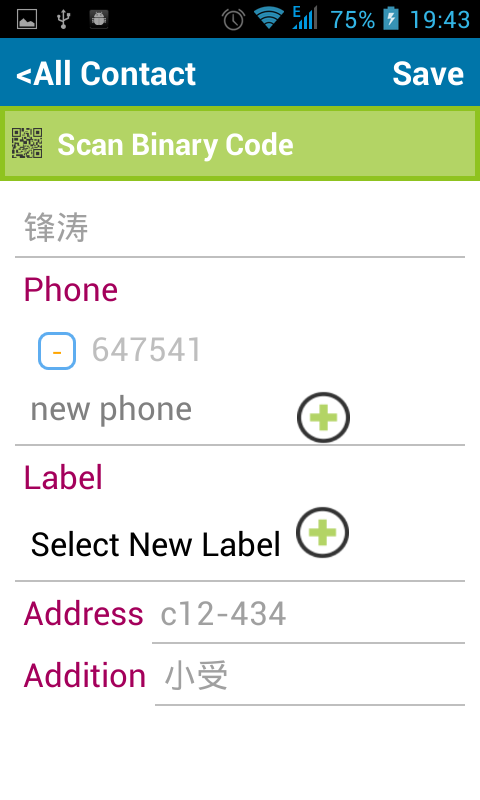 E 75% 19:43
<All Contact Save
Scan Binary Code
锋涛
Phone
- 647541
new phone
Label
Select New Label
Address c12-434
Addition 小受